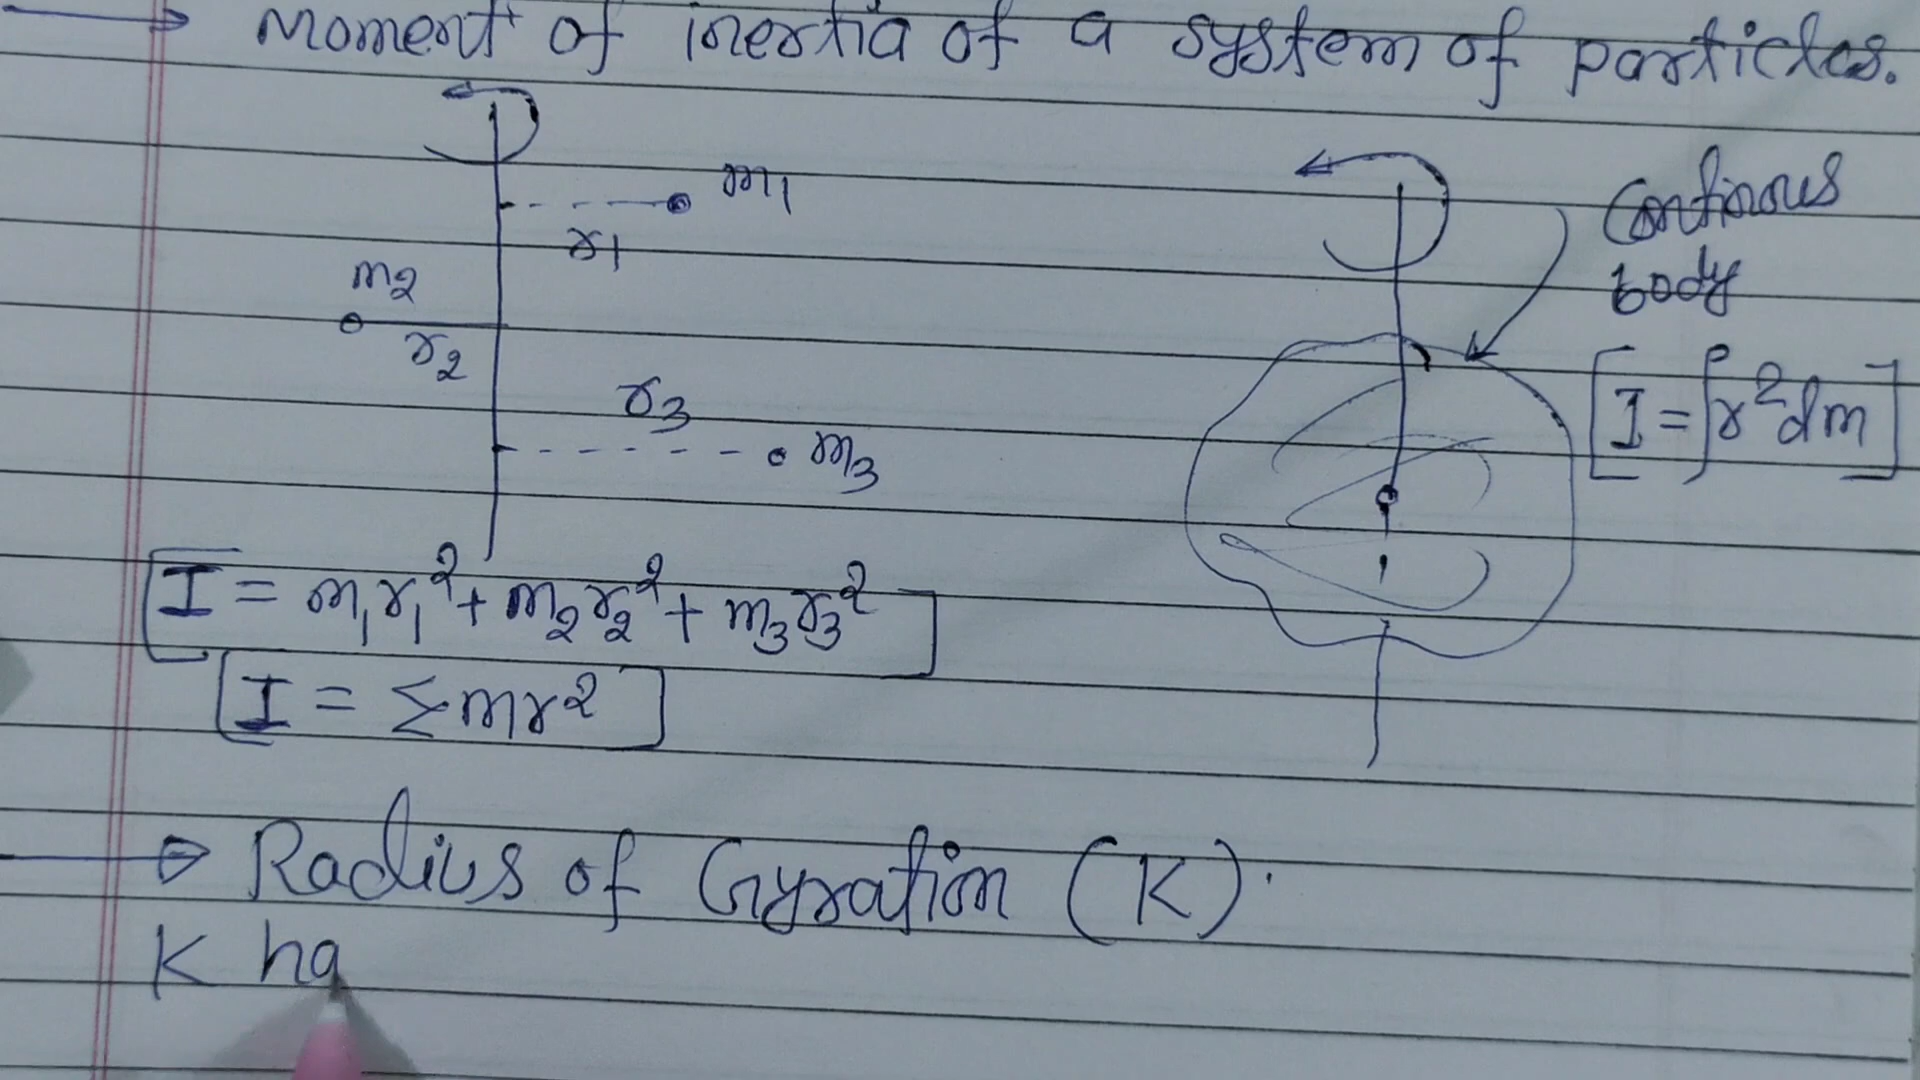 Moment of inertia of a system of particles.
m1
r1
m2
r2
r3
m3
I = m₁r₁² + m₂r₂² + m₃r₃²
I = Σmr²
Continous
body
I = ∫r²dm
Radius of Gyration (K).
K ha